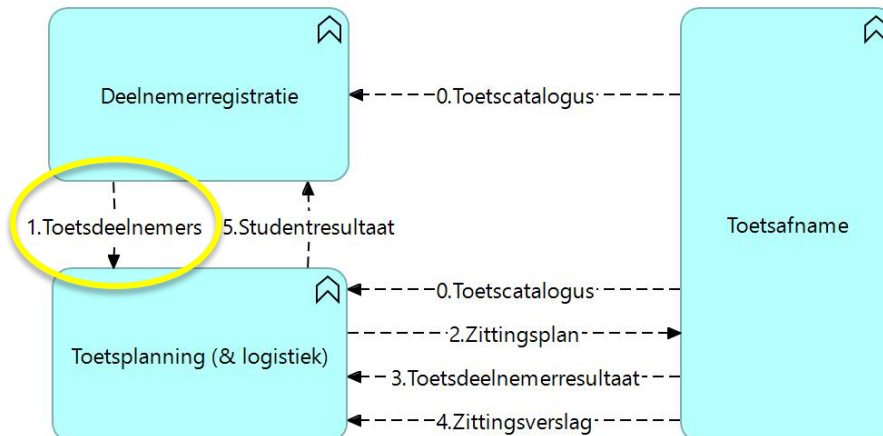 Deelnemerregistratie
0.Toetscatalogus
1.Toetsdeelnemers
5.Studentresultaat
Toetsafname
0.Toetscatalogus
2.Zittingsplan
Toetsplanning (& logistiek)
3.Toetsdeelnemerresultaat
4.Zittingsverslag